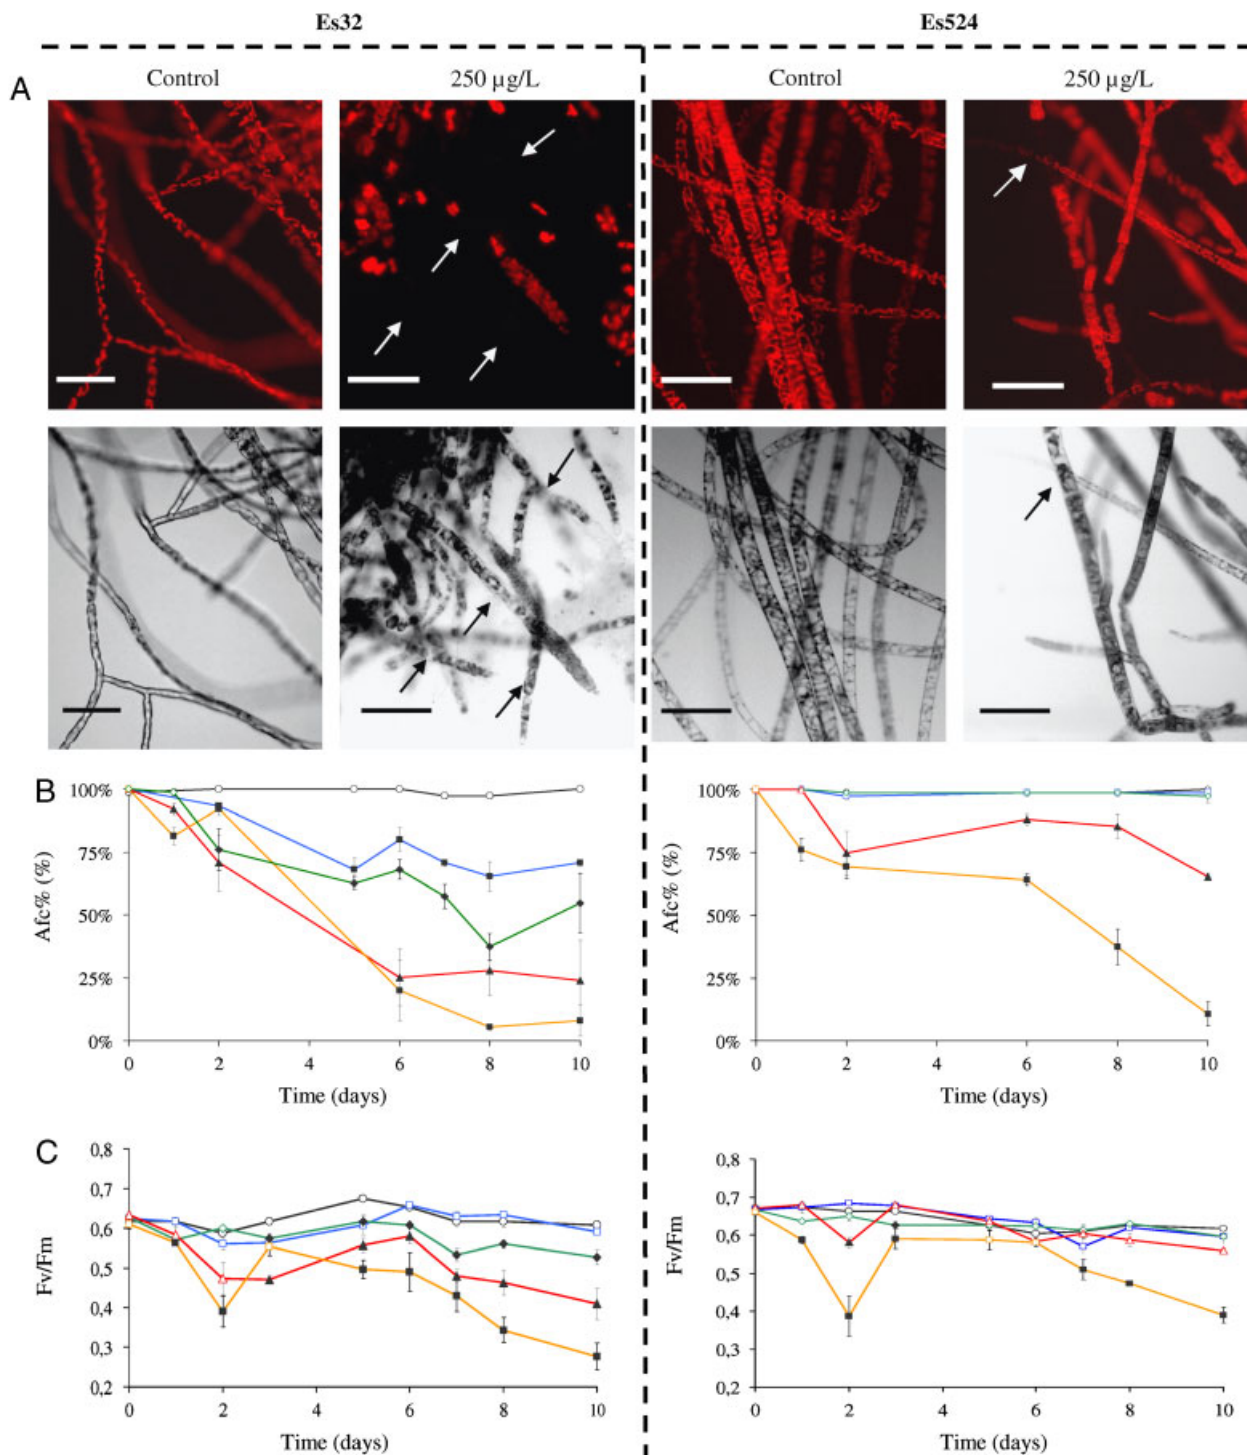 Es32 Es524
Control 250 µg/L Control 250 µg/L
A
B
100% 100%
75% 75%
Afc% (%) Afc% (%)
50% 50%
25% 25%
0% 0%
0 2 4 6 8 10 0 2 4 6 8 10
Time (days) Time (days)
C
0,8 0,8
0,7 0,7
0,6 0,6
Fv/Fm Fv/Fm
0,5 0,5
0,4 0,4
0,3 0,3
0,2 0,2
0 2 4 6 8 10 0 2 4 6 8 10
Time (days) Time (days)